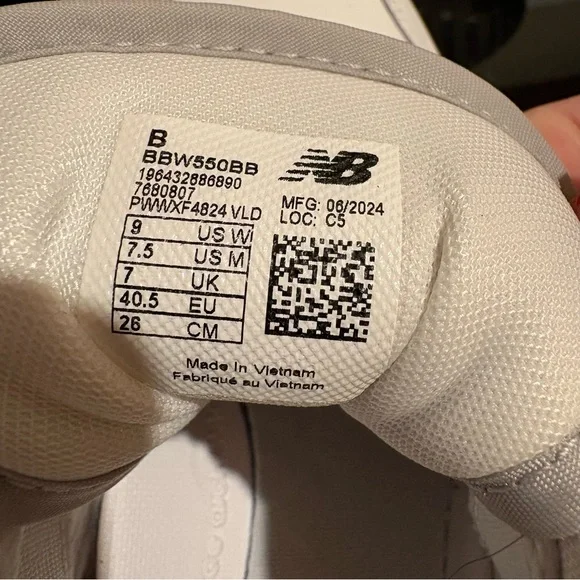 B
BBW550BB
196432886890
7680807
PWWXF4824 VLD
NB
MFG: 06/2024
LOC: C5
9 US W
7.5 US M
7 UK
40.5 EU
26 CM
Made In Vietnam
Fabriqué au Vietnam